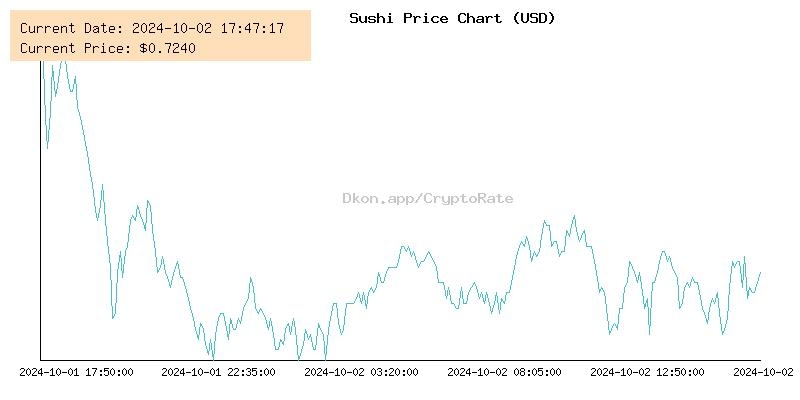 Sushi Price Chart (USD)
Current Date: 2024-10-02 17:47:17
Current Price: $0.7240
Dkon.app/CryptoRate
2024-10-01 17:50:00 2024-10-01 22:35:00 2024-10-02 03:20:00 2024-10-02 08:05:00 2024-10-02 12:50:00 2024-10-02